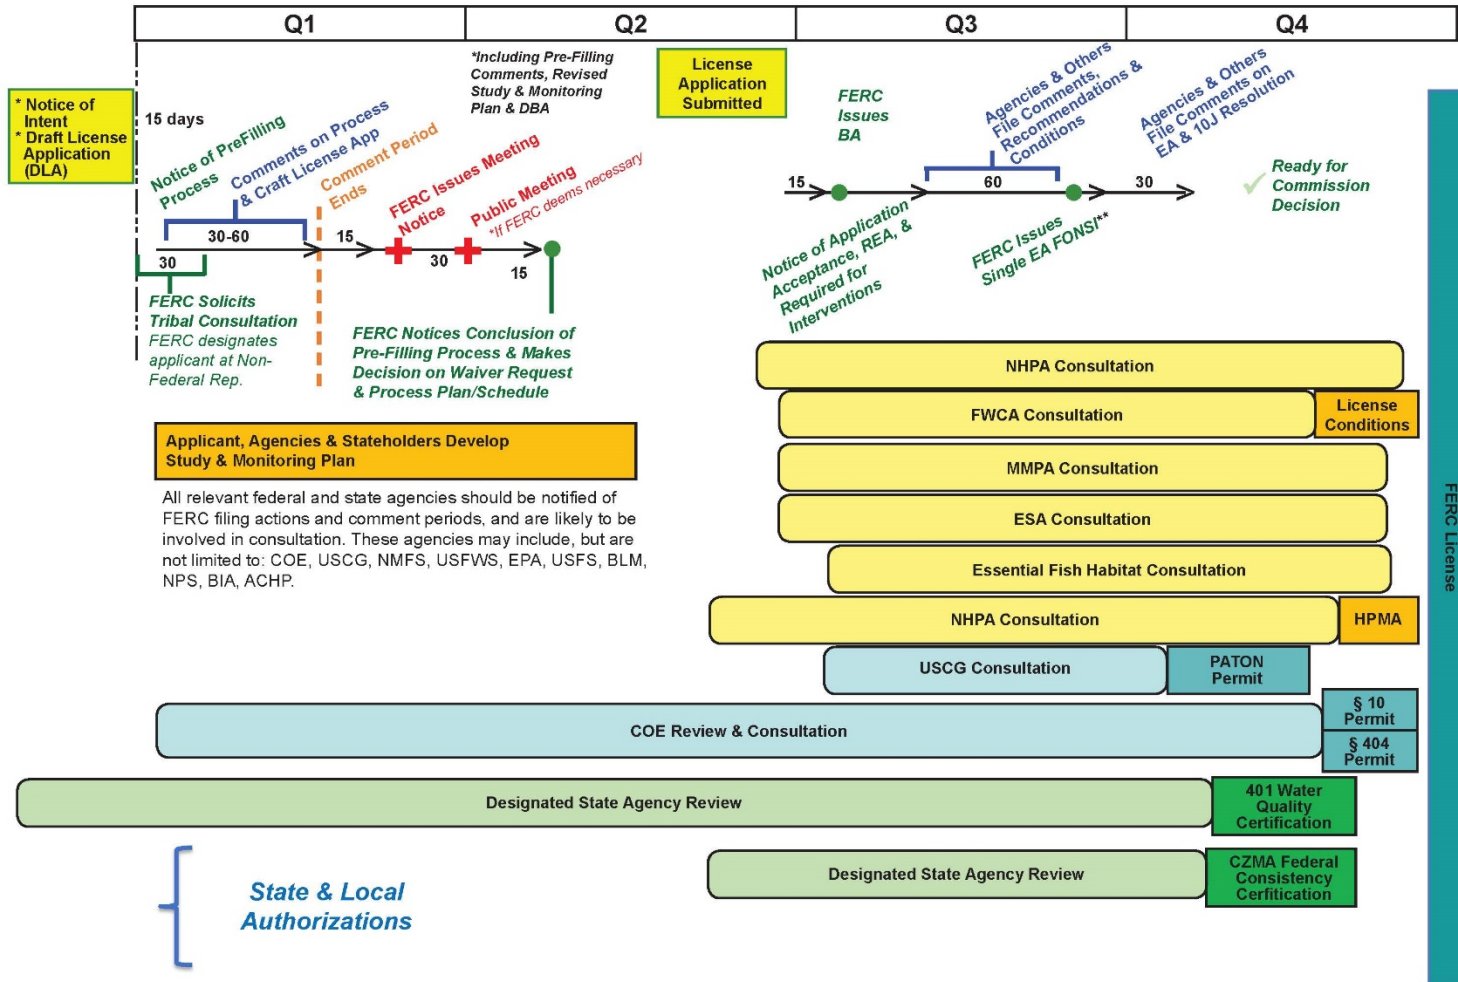 Q1
Q2
Q3
Q4
* Notice of
Intent
* Draft License
Application
(DLA)
15 days
Notice of PreFilling
Process
Comments on Process
& Craft License App
Comment Period
Ends
FERC Issues Meeting
Notice
Public Meeting
*If FERC deems necessary
*Including Pre-Filling
Comments, Revised
Study & Monitoring
Plan & DBA
License
Application
Submitted
FERC
Issues
BA
Agencies & Others
File Comments,
Recommendations &
Conditions
Agencies & Others
File Comments on
EA & 10J Resolution
Ready for
Commission
Decision
30-60
30
15
30
15
15
60
30
FERC Solicits
Tribal Consultation
FERC designates
applicant at Non-
Federal Rep.
FERC Notices Conclusion of
Pre-Filling Process & Makes
Decision on Waiver Request
& Process Plan/Schedule
Notice of Application
Acceptance, REA, &
Required for
Interventions
FERC Issues
Single EA FONSI**
Applicant, Agencies & Stateholders Develop
Study & Monitoring Plan
All relevant federal and state agencies should be notified of
FERC filing actions and comment periods, and are likely to be
involved in consultation. These agencies may include, but are
not limited to: COE, USCG, NMFS, USFWS, EPA, USFS, BLM,
NPS, BIA, ACHP.
NHPA Consultation
FWCA Consultation
License
Conditions
MMPA Consultation
ESA Consultation
Essential Fish Habitat Consultation
NHPA Consultation
HPMA
USCG Consultation
PATON
Permit
COE Review & Consultation
§ 10
Permit
§ 404
Permit
Designated State Agency Review
401 Water
Quality
Certification
Designated State Agency Review
CZMA Federal
Consistency
Cerfitication
State & Local
Authorizations
FERC License